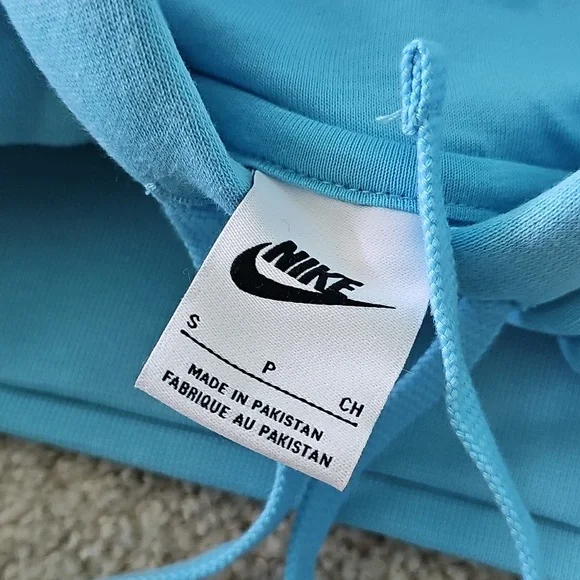 NIKE
S P CH
MADE IN PAKISTAN
FABRIQUE AU PAKISTAN